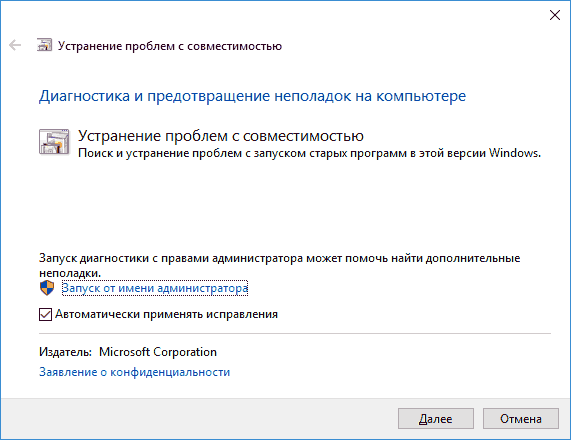 Устранение проблем с совместимостью
Диагностика и предотвращение неполадок на компьютере
Устранение проблем с совместимостью
Поиск и устранение проблем с запуском старых программ в этой версии Windows.
Запуск диагностики с правами администратора может помочь найти дополнительные
неполадки.
Запуск от имени администратора
Автоматически применять исправления
Издатель: Microsoft Corporation
Заявление о конфиденциальности
Далее Отмена